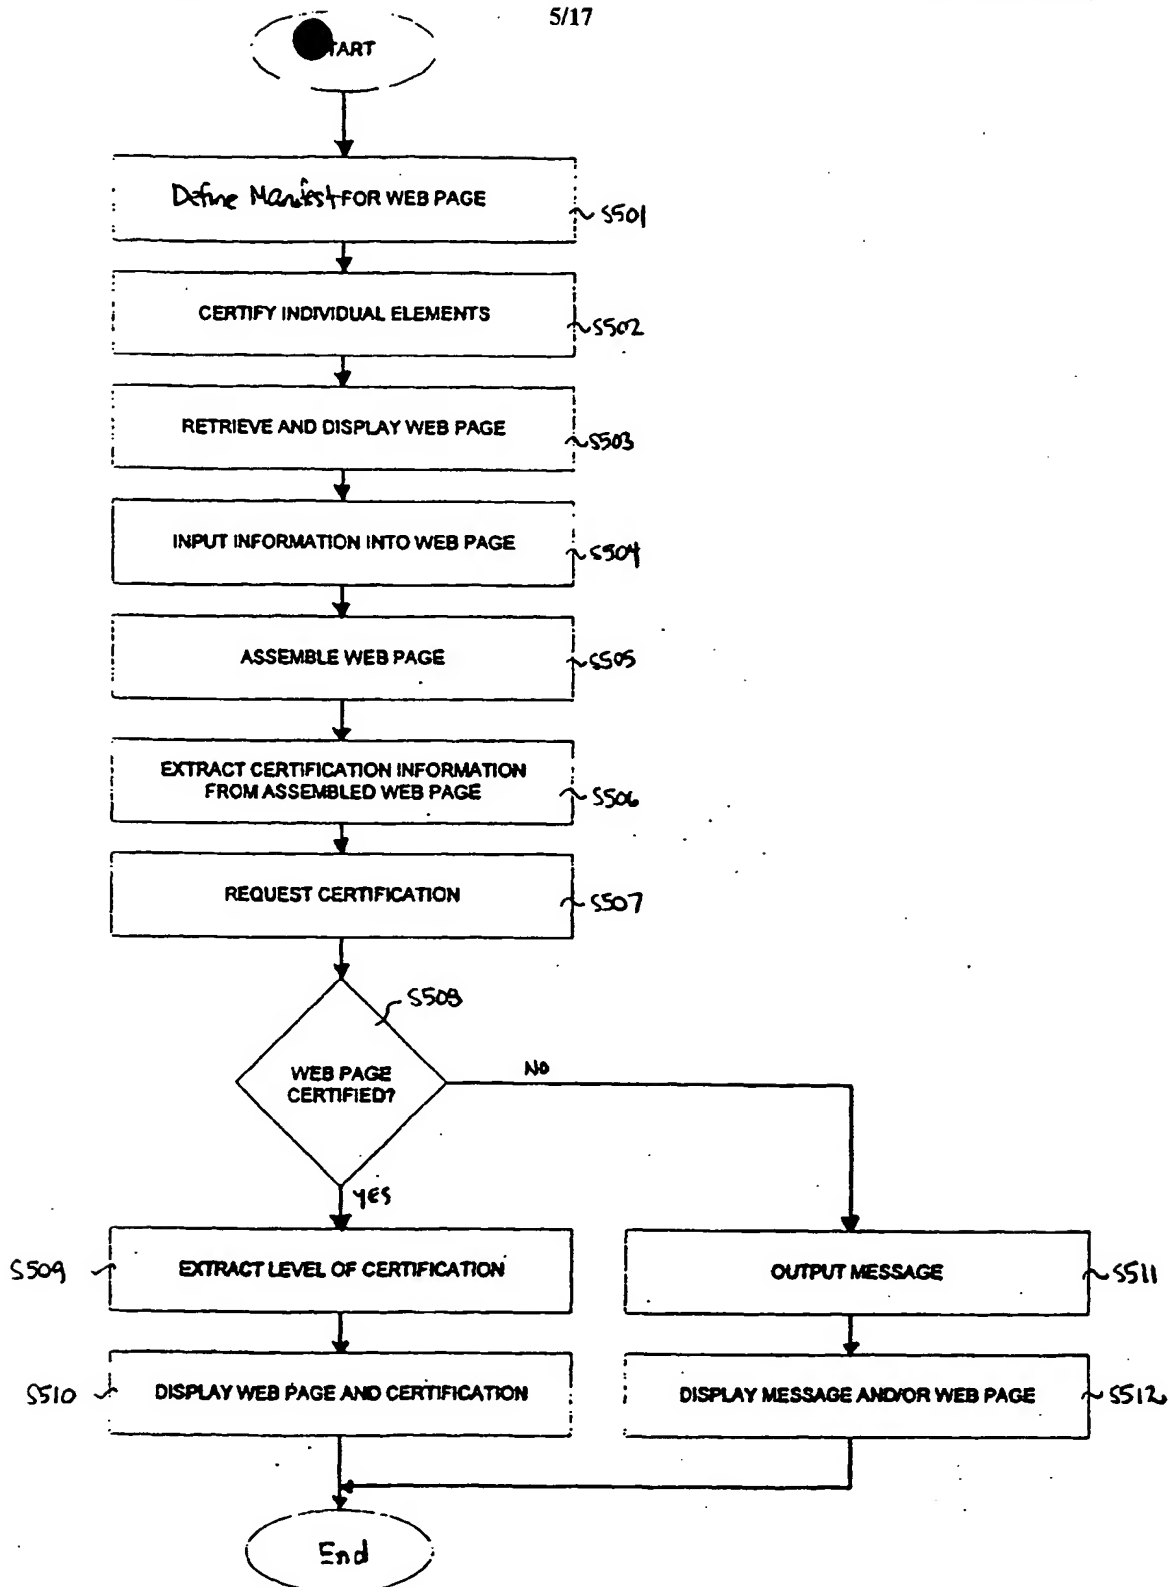 5/17
TART
Define Manifest FOR WEB PAGE
S501
CERTIFY INDIVIDUAL ELEMENTS
S502
RETRIEVE AND DISPLAY WEB PAGE
S503
INPUT INFORMATION INTO WEB PAGE
S504
ASSEMBLE WEB PAGE
S505
EXTRACT CERTIFICATION INFORMATION
FROM ASSEMBLED WEB PAGE
S506
REQUEST CERTIFICATION
S507
S508
WEB PAGE
CERTIFIED?
NO
YES
S509
EXTRACT LEVEL OF CERTIFICATION
OUTPUT MESSAGE
S511
S510
DISPLAY WEB PAGE AND CERTIFICATION
DISPLAY MESSAGE AND/OR WEB PAGE
S512
End